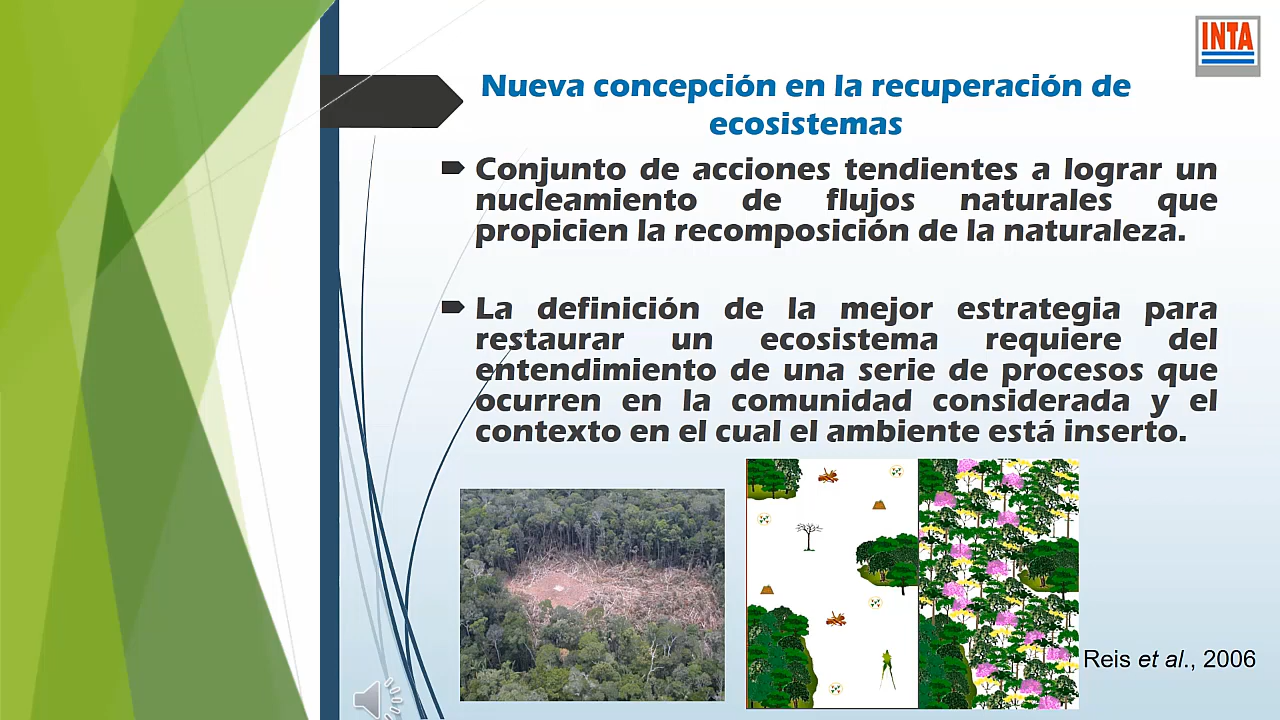 INTA
Nueva concepción en la recuperación de
ecosistemas
Conjunto de acciones tendientes a lograr un
nucleamiento de flujos naturales que
propicien la recomposición de la naturaleza.
La definición de la mejor estrategia para
restaurar un ecosistema requiere del
entendimiento de una serie de procesos que
ocurren en la comunidad considerada y el
contexto en el cual el ambiente está inserto.
Reis et al., 2006